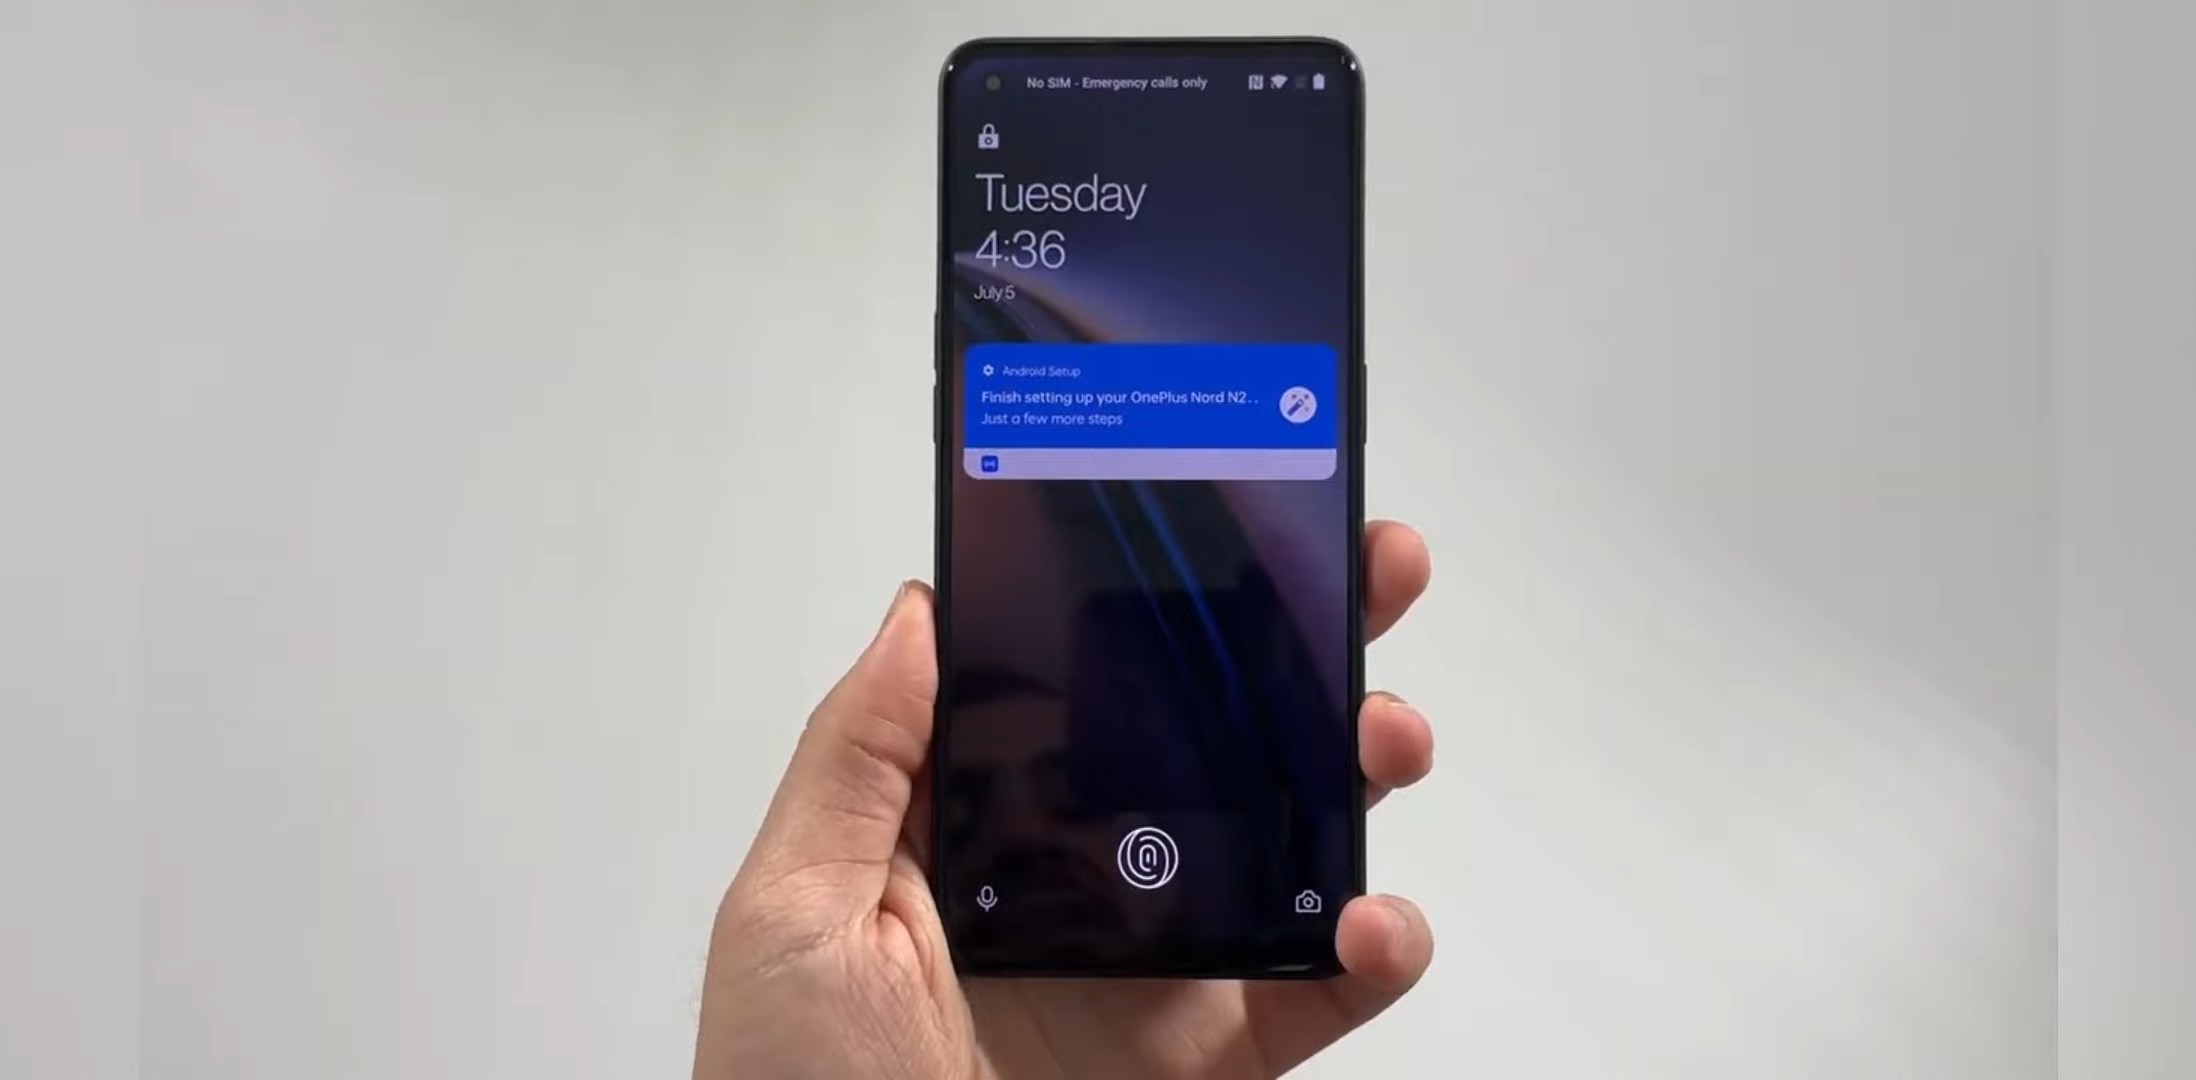 No SIM - Emergency calls only
Tuesday
4:36
July 5
Android Setup
Finish setting up your OnePlus Nord N2..
Just a few more steps